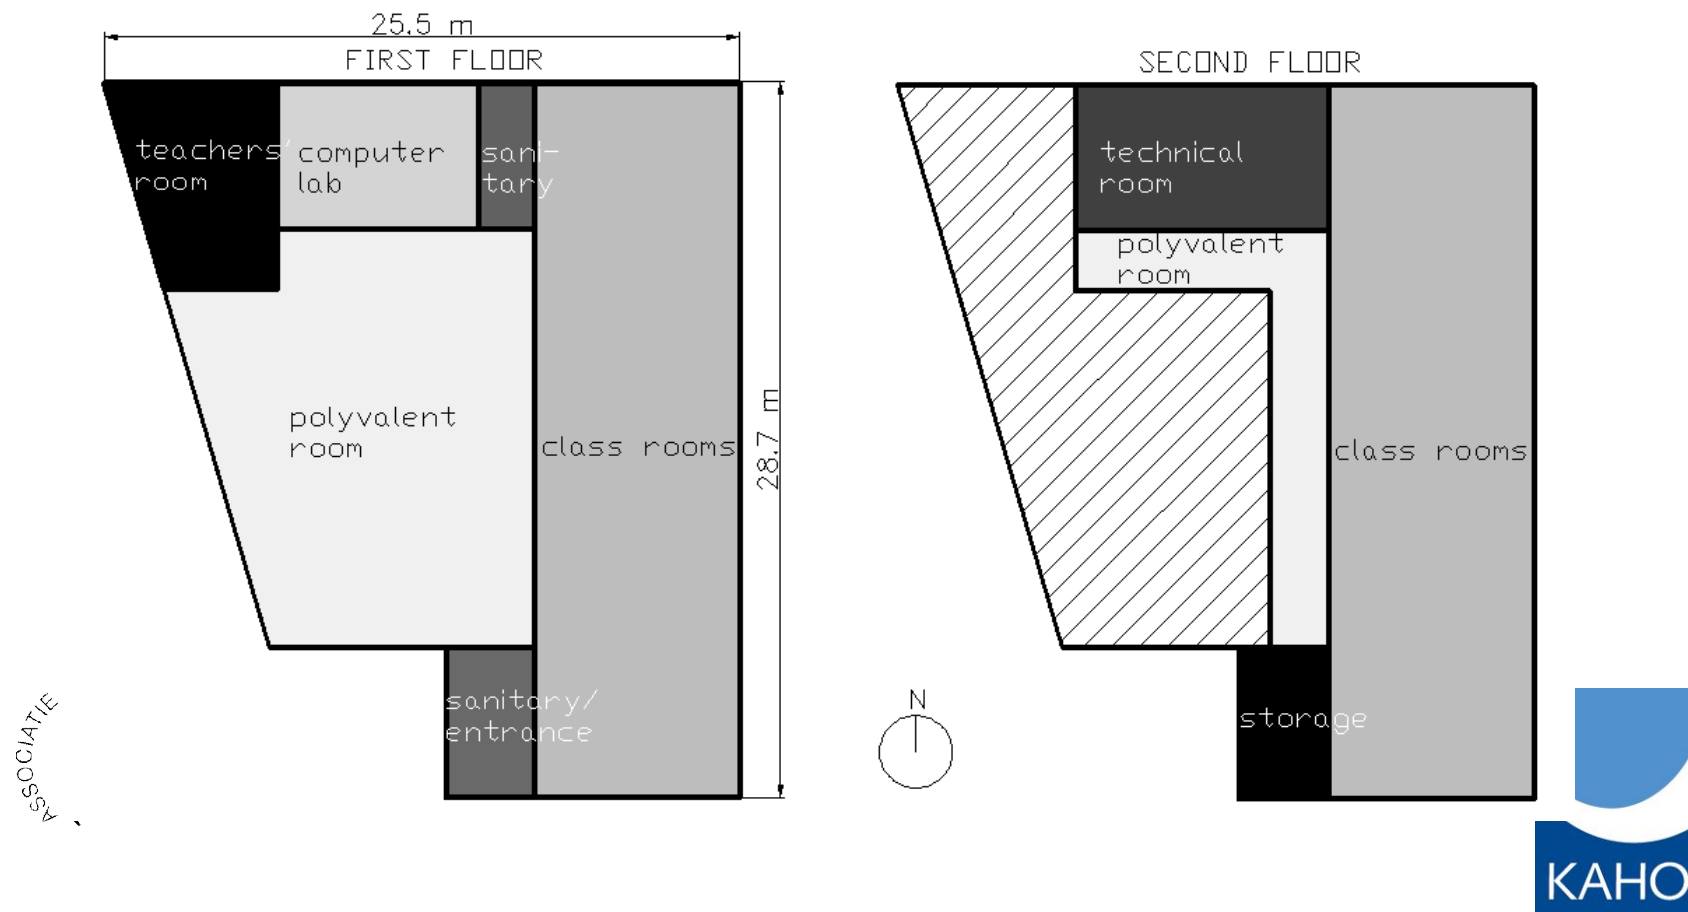 25.5 m
FIRST FLOOR
teachers'
room
computer
lab
sani-
tary
polyvalent
room
class rooms
28.7 m
sanitary/
entrance
SECOND FLOOR
technical
room
polyvalent
room
class rooms
storage
N
ASSOCIATIE
KAHO